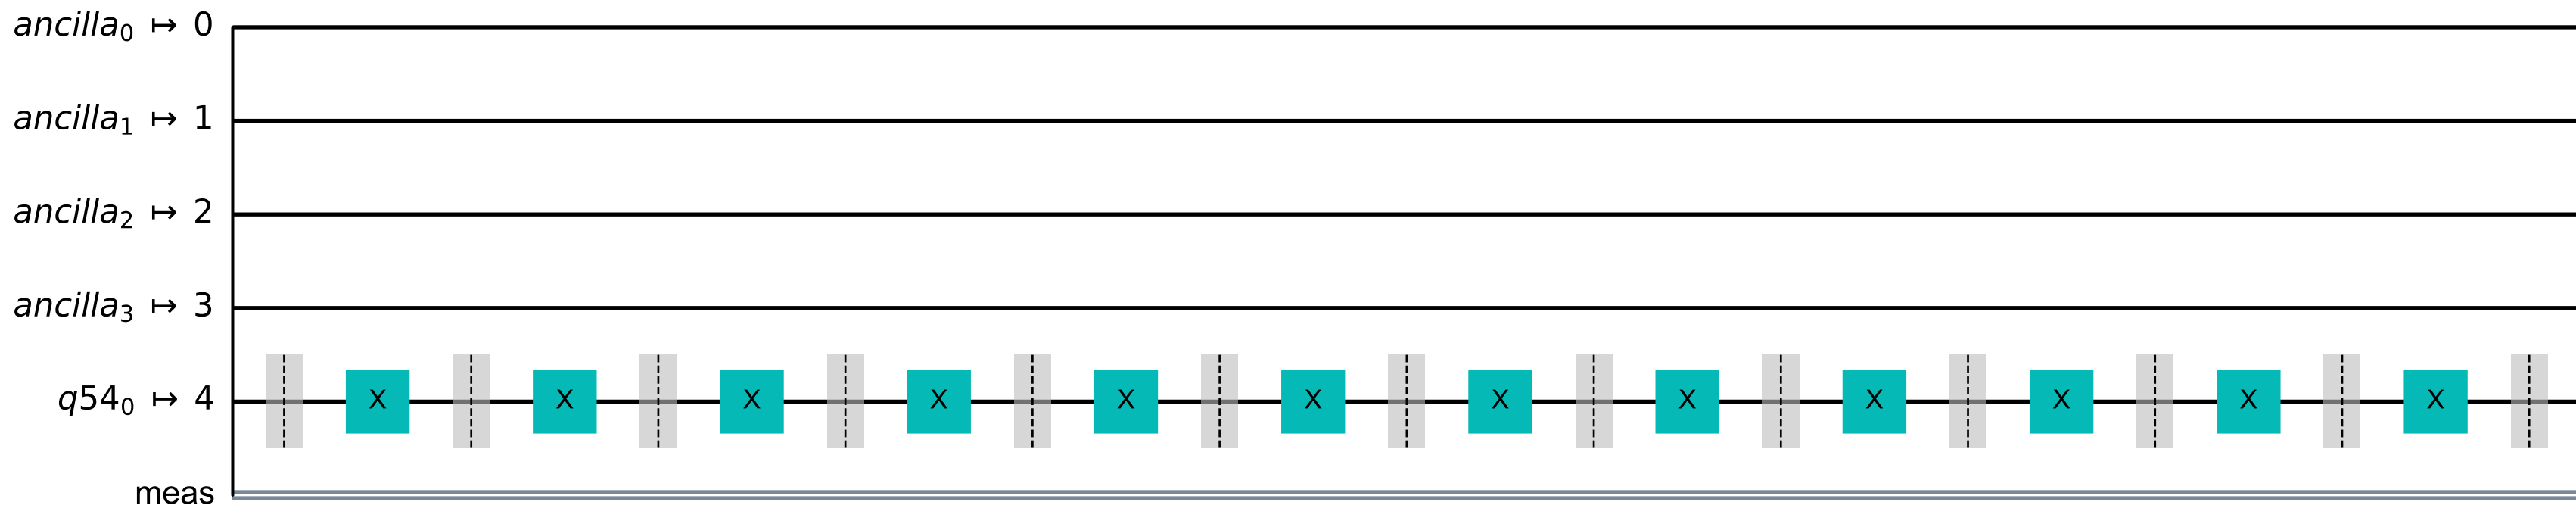 ancilla₀ ↦ 0
ancilla₁ ↦ 1
ancilla₂ ↦ 2
ancilla₃ ↦ 3
q54₀ ↦ 4 X X X X X X X X X X X X
meas